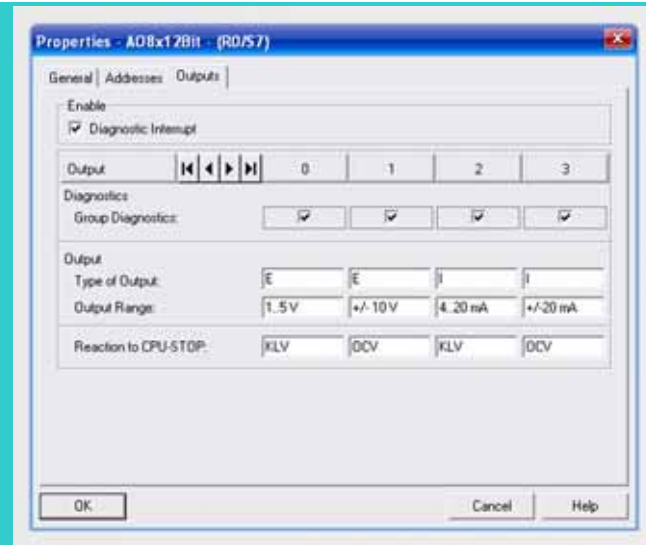 Properties - AO8x12Bit - (R0/S7)
General Addresses Outputs
Enable
Diagnostic Interrupt
Output 0 1 2 3
Diagnostics
Group Diagnostics:
Output
Type of Output: E E I I
Output Range: 1..5 V +/- 10 V 4..20 mA +/-20 mA
Reaction to CPU-STOP: KLV OCV KLV OCV
OK Cancel Help